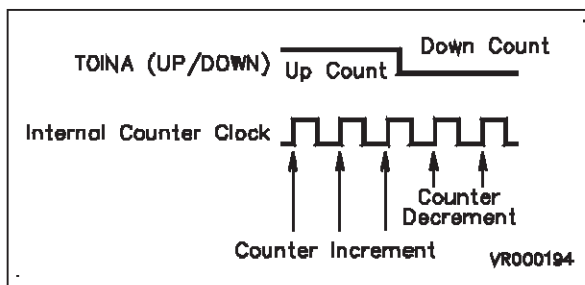 Down Count
TOINA (UP/DOWN)
Up Count
Internal Counter Clock
Counter
Decrement
Counter Increment
VR000194